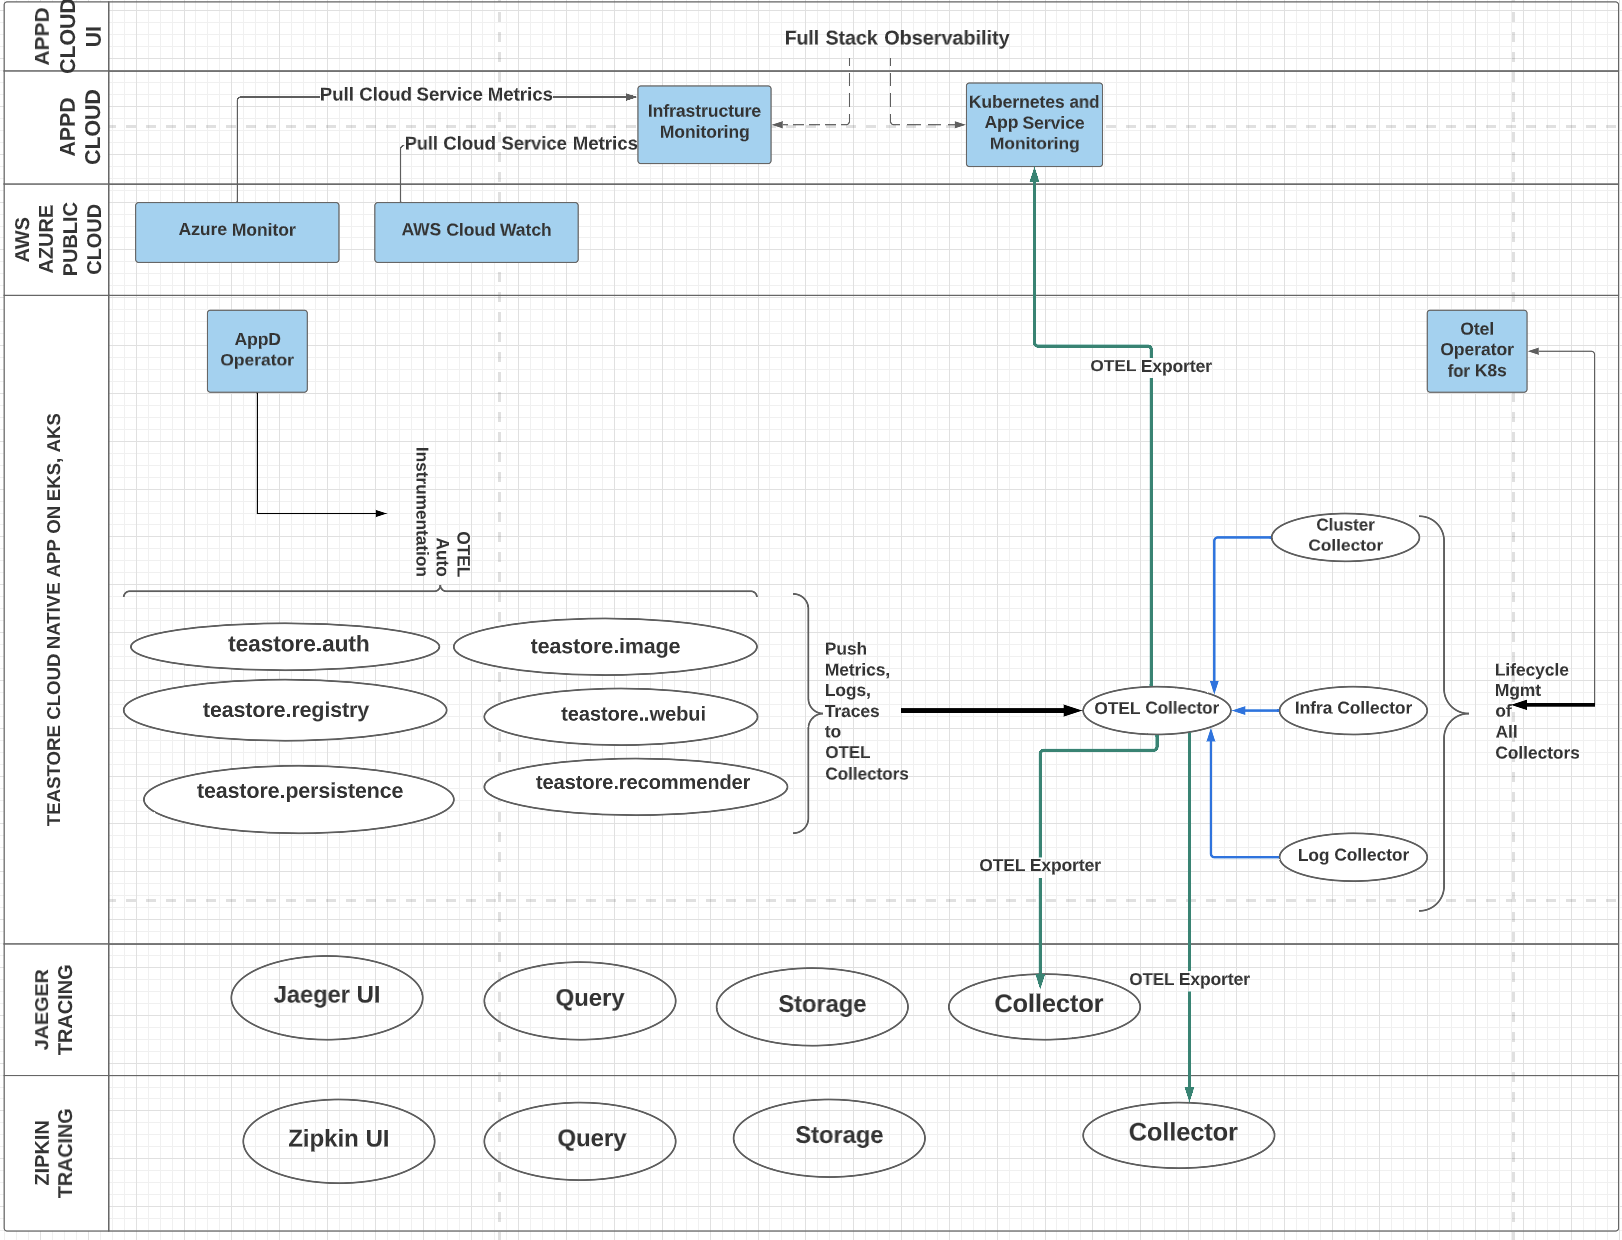 APPD
CLOUD
UI
Full Stack Observability
APPD
CLOUD
Pull Cloud Service Metrics
Pull Cloud Service Metrics
Infrastructure
Monitoring
Kubernetes and
App Service
Monitoring
AWS
AZURE
PUBLIC
CLOUD
Azure Monitor
AWS Cloud Watch
TEASTORE CLOUD NATIVE APP ON EKS, AKS
AppD
Operator
OTEL
Auto
Instrumentation
OTEL Exporter
Otel
Operator
for K8s
teastore.auth
teastore.image
teastore.registry
teastore..webui
teastore.persistence
teastore.recommender
Push
Metrics,
Logs,
Traces
to
OTEL
Collectors
OTEL Collector
Cluster
Collector
Infra Collector
Log Collector
Lifecycle
Mgmt
of
All
Collectors
OTEL Exporter
OTEL Exporter
JAEGER
TRACING
Jaeger UI
Query
Storage
Collector
ZIPKIN
TRACING
Zipkin UI
Query
Storage
Collector